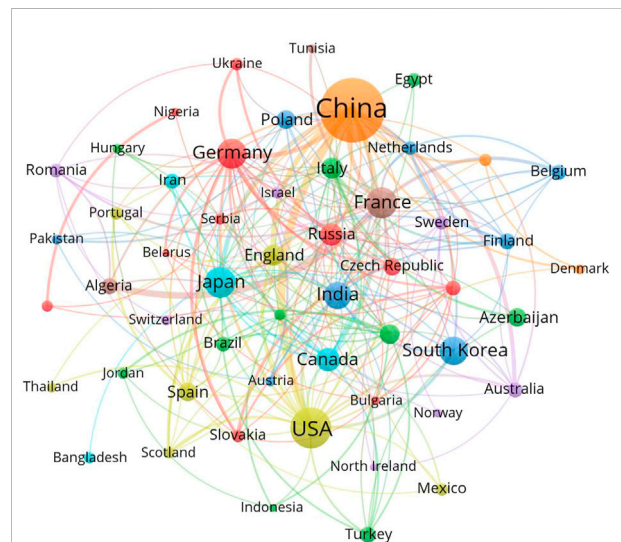 Tunisia
Ukraine
Egypt
China
Nigeria
Poland
Hungary
Germany
Netherlands
Italy
Romania
Iran
Belgium
Israel
France
Portugal
Serbia
Sweden
Russia
Pakistan
Finland
Belarus
England
Czech Republic
Denmark
Algeria
Japan
India
Switzerland
Azerbaijan
Brazil
South Korea
Canada
Jordan
Thailand
Austria
Spain
Australia
Bulgaria
Norway
USA
Slovakia
Scotland
Bangladesh
North Ireland
Mexico
Indonesia
Turkey